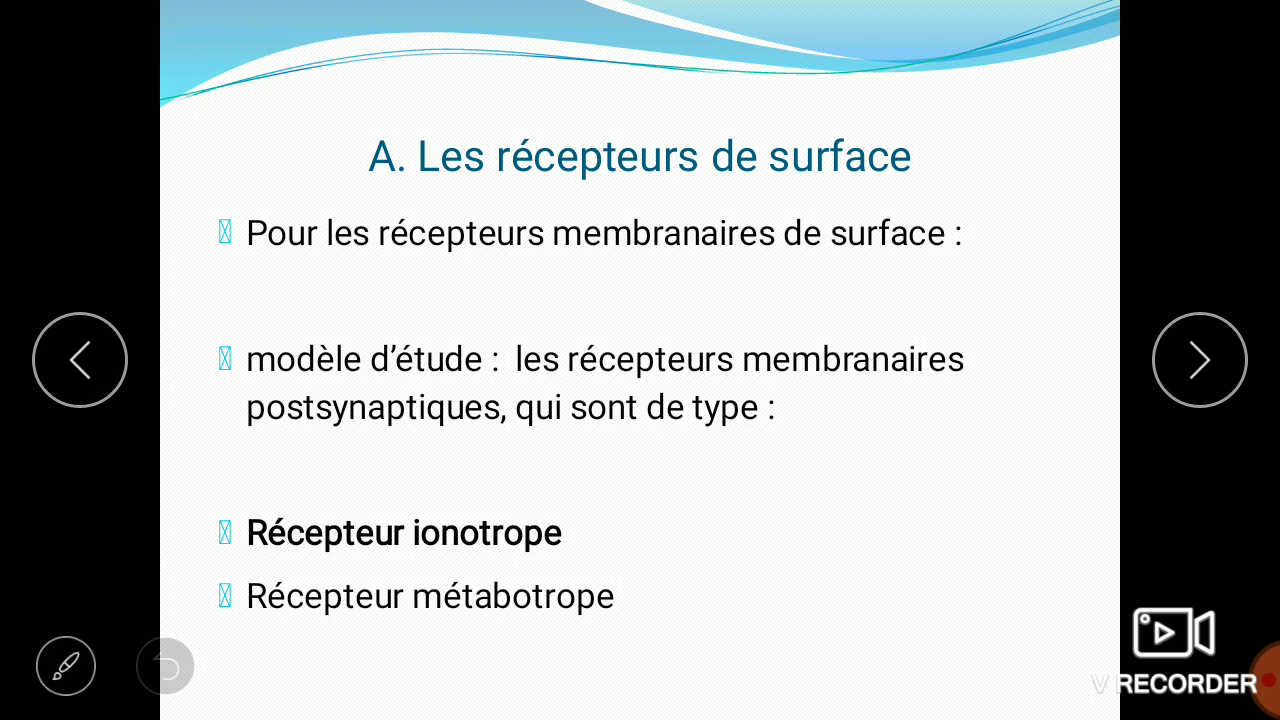 A. Les récepteurs de surface
Pour les récepteurs membranaires de surface :
modèle d’étude :  les récepteurs membranaires
postsynaptiques, qui sont de type :
Récepteur ionotrope
Récepteur métabotrope
V RECORDER